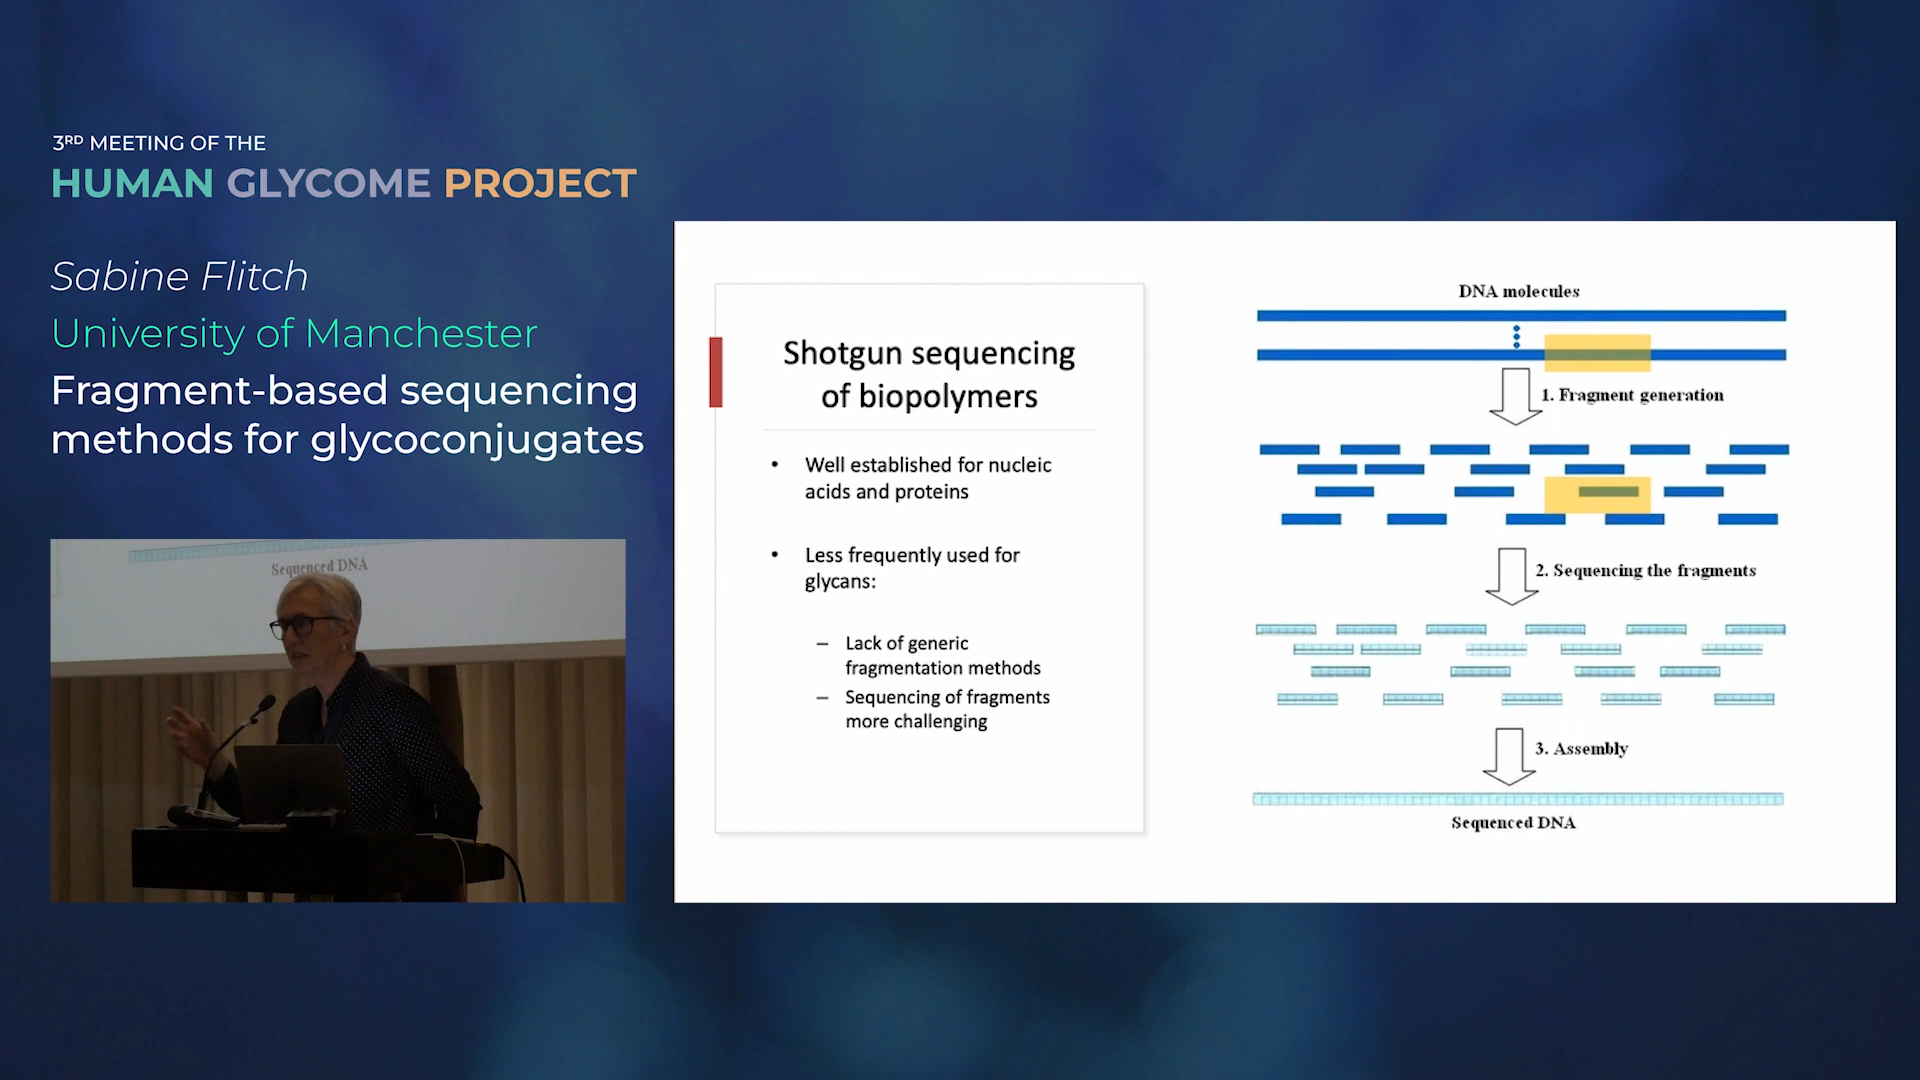 3RD MEETING OF THE
HUMAN GLYCOME PROJECT
Sabine Flitch
University of Manchester
Fragment-based sequencing
methods for glycoconjugates
Sequenced DNA
Shotgun sequencing
of biopolymers
• Well established for nucleic
acids and proteins
• Less frequently used for
glycans:
– Lack of generic
fragmentation methods
– Sequencing of fragments
more challenging
DNA molecules
1. Fragment generation
2. Sequencing the fragments
3. Assembly
Sequenced DNA